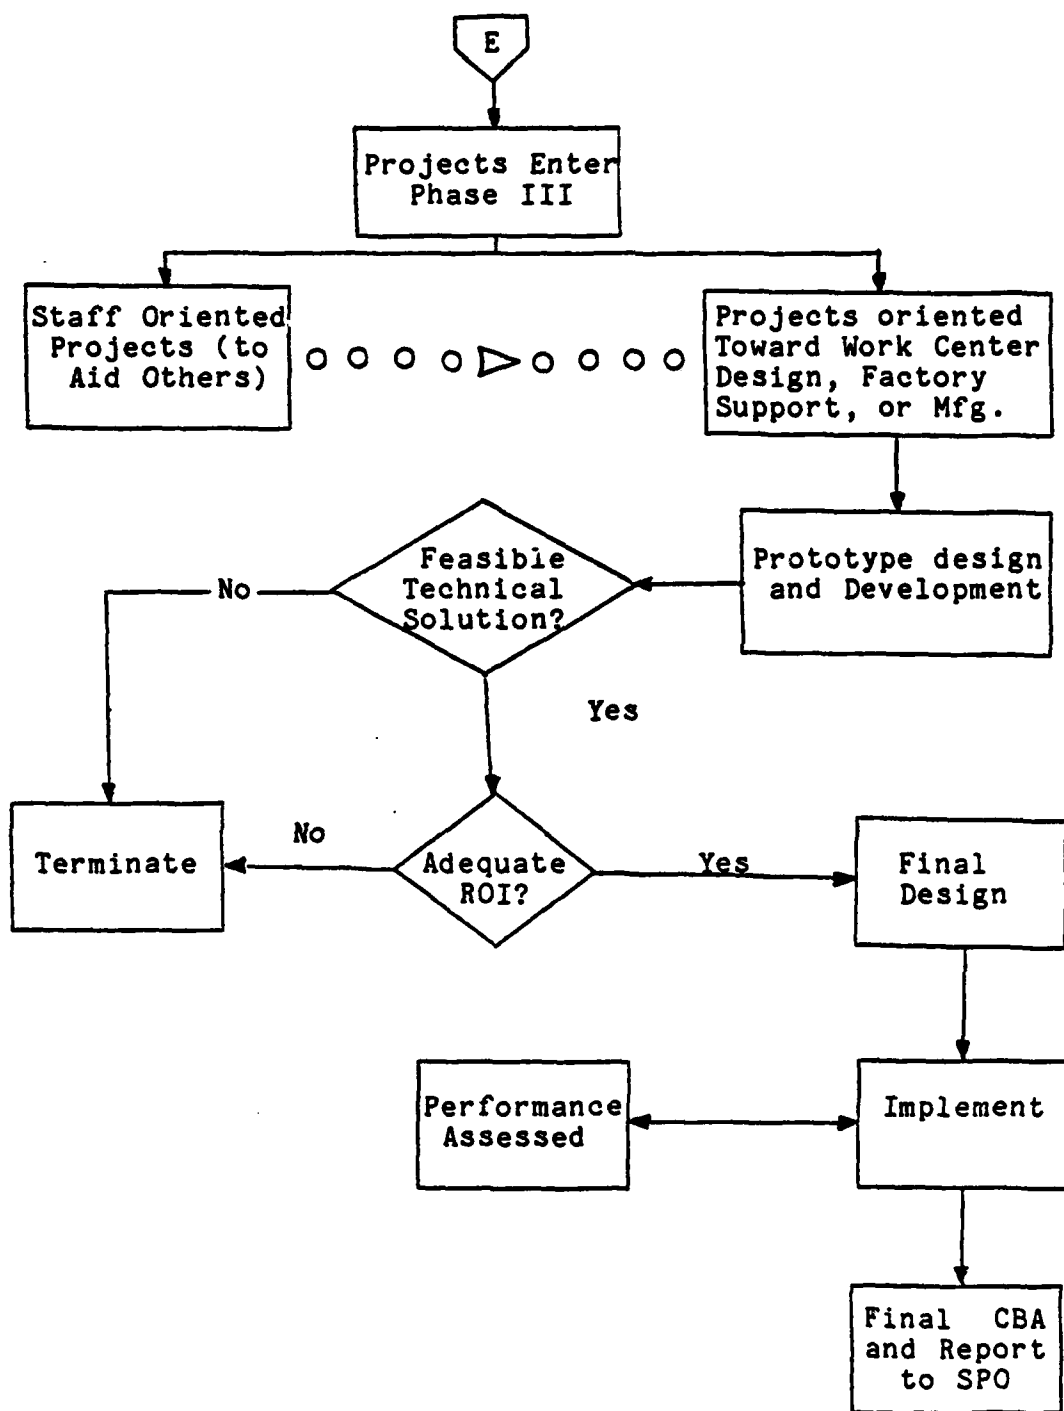 E
Projects Enter
Phase III
Staff Oriented
Projects (to
Aid Others)
Projects oriented
Toward Work Center
Design, Factory
Support, or Mfg.
Feasible
Technical
Solution?
Prototype design
and Development
No
Yes
Terminate
No
Adequate
ROI?
Yes
Final
Design
Performance
Assessed
Implement
Final CBA
and Report
to SPO